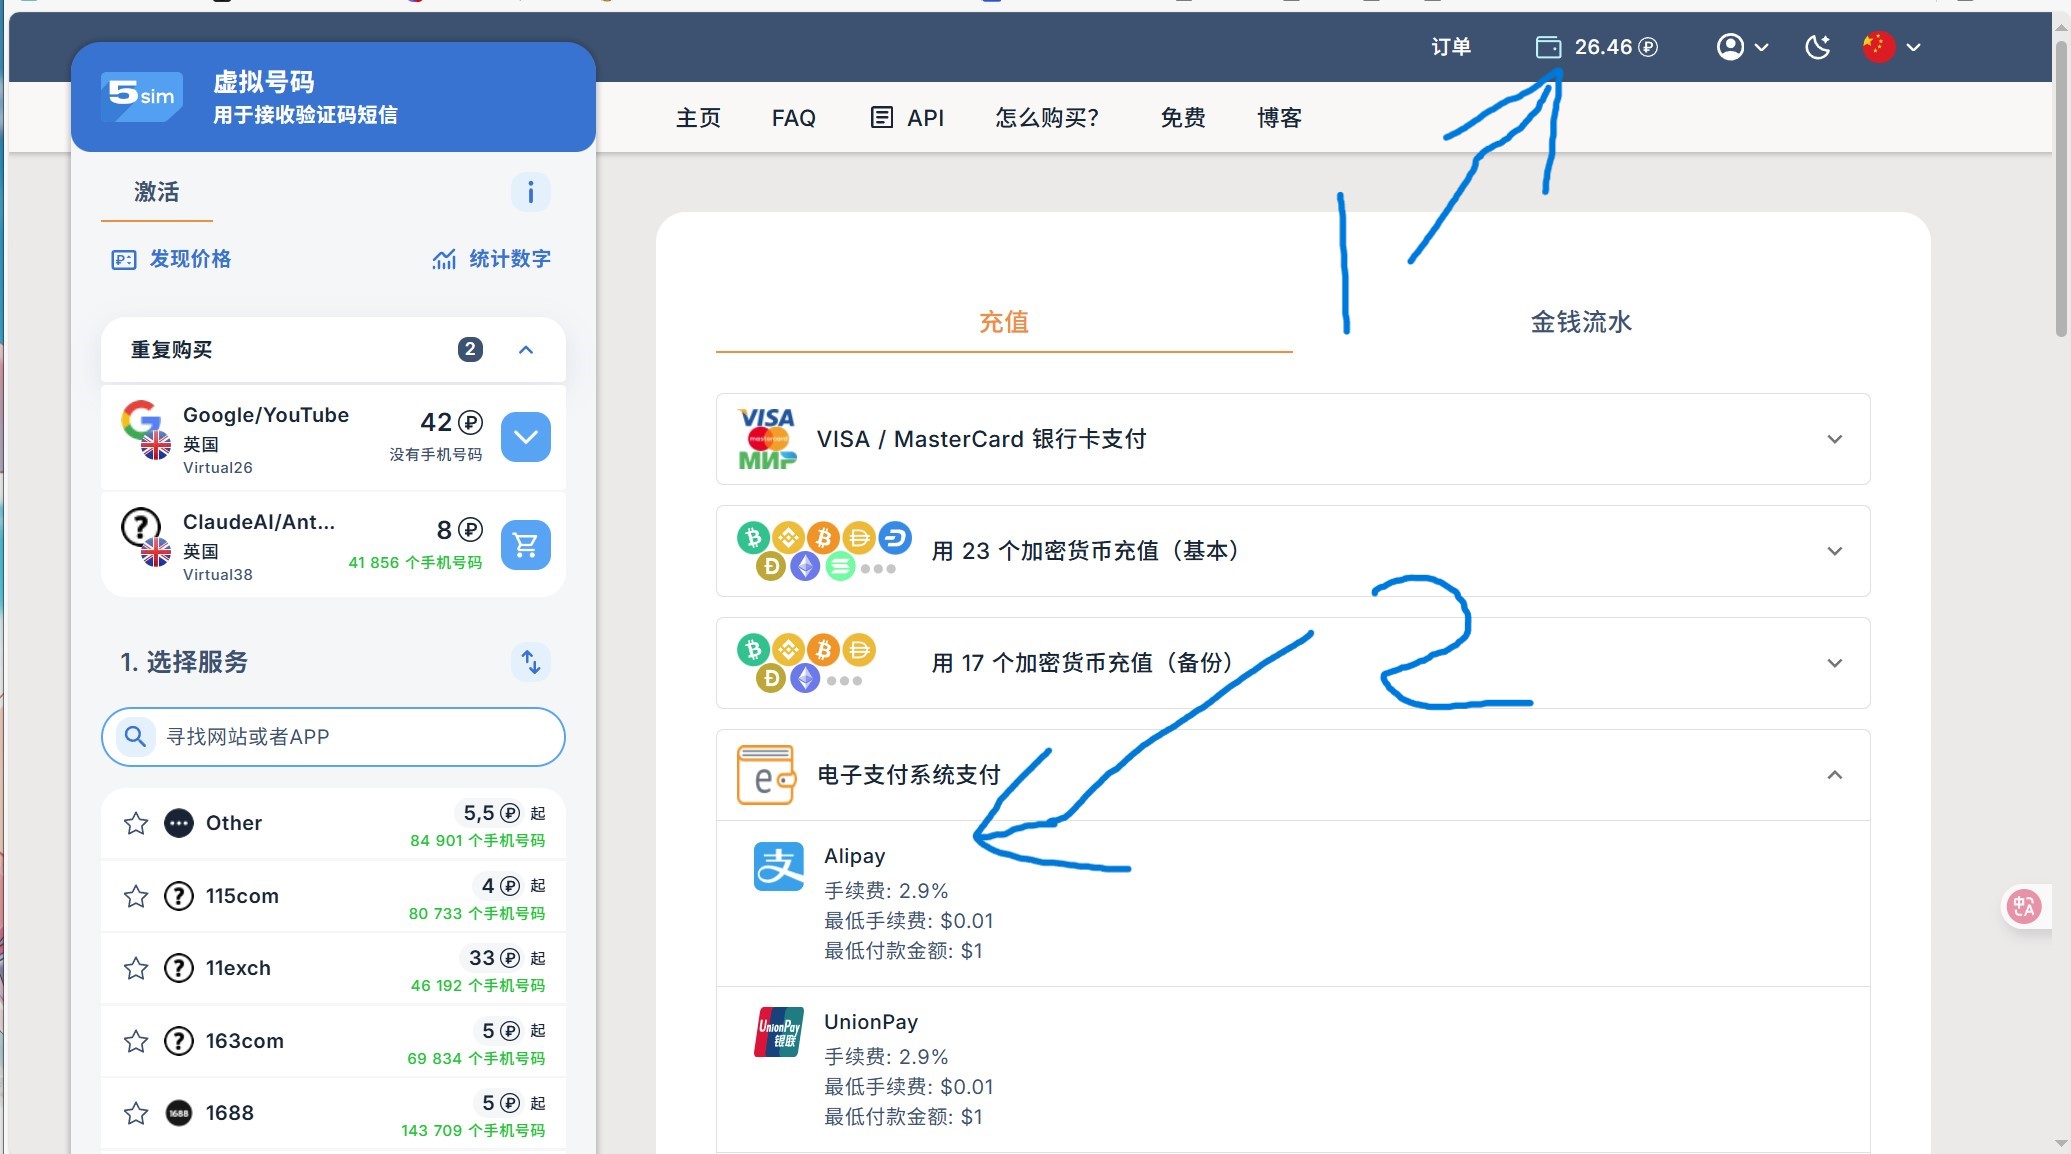 订单
26.46 ₽
5sim
虚拟号码
用于接收验证码短信
主页
FAQ
API
怎么购买?
免费
博客
激活
i
发现价格
统计数字
重复购买
2
Google/YouTube
英国
Virtual26
42 ₽
没有手机号码
ClaudeAI/Ant...
英国
Virtual38
8 ₽
41 856 个手机号码
1. 选择服务
寻找网站或者APP
Other
5,5 ₽ 起
84 901 个手机号码
115com
4 ₽ 起
80 733 个手机号码
11exch
33 ₽ 起
46 192 个手机号码
163com
5 ₽ 起
69 834 个手机号码
1688
1688
5 ₽ 起
143 709 个手机号码
1
充值
金钱流水
VISA
mastercard
МИР
VISA / MasterCard 银行卡支付
用 23 个加密货币充值（基本）
用 17 个加密货币充值（备份）
2
e
电子支付系统支付
支
Alipay
手续费: 2.9%
最低手续费: $0.01
最低付款金额: $1
UnionPay
银联
UnionPay
手续费: 2.9%
最低手续费: $0.01
最低付款金额: $1
中A